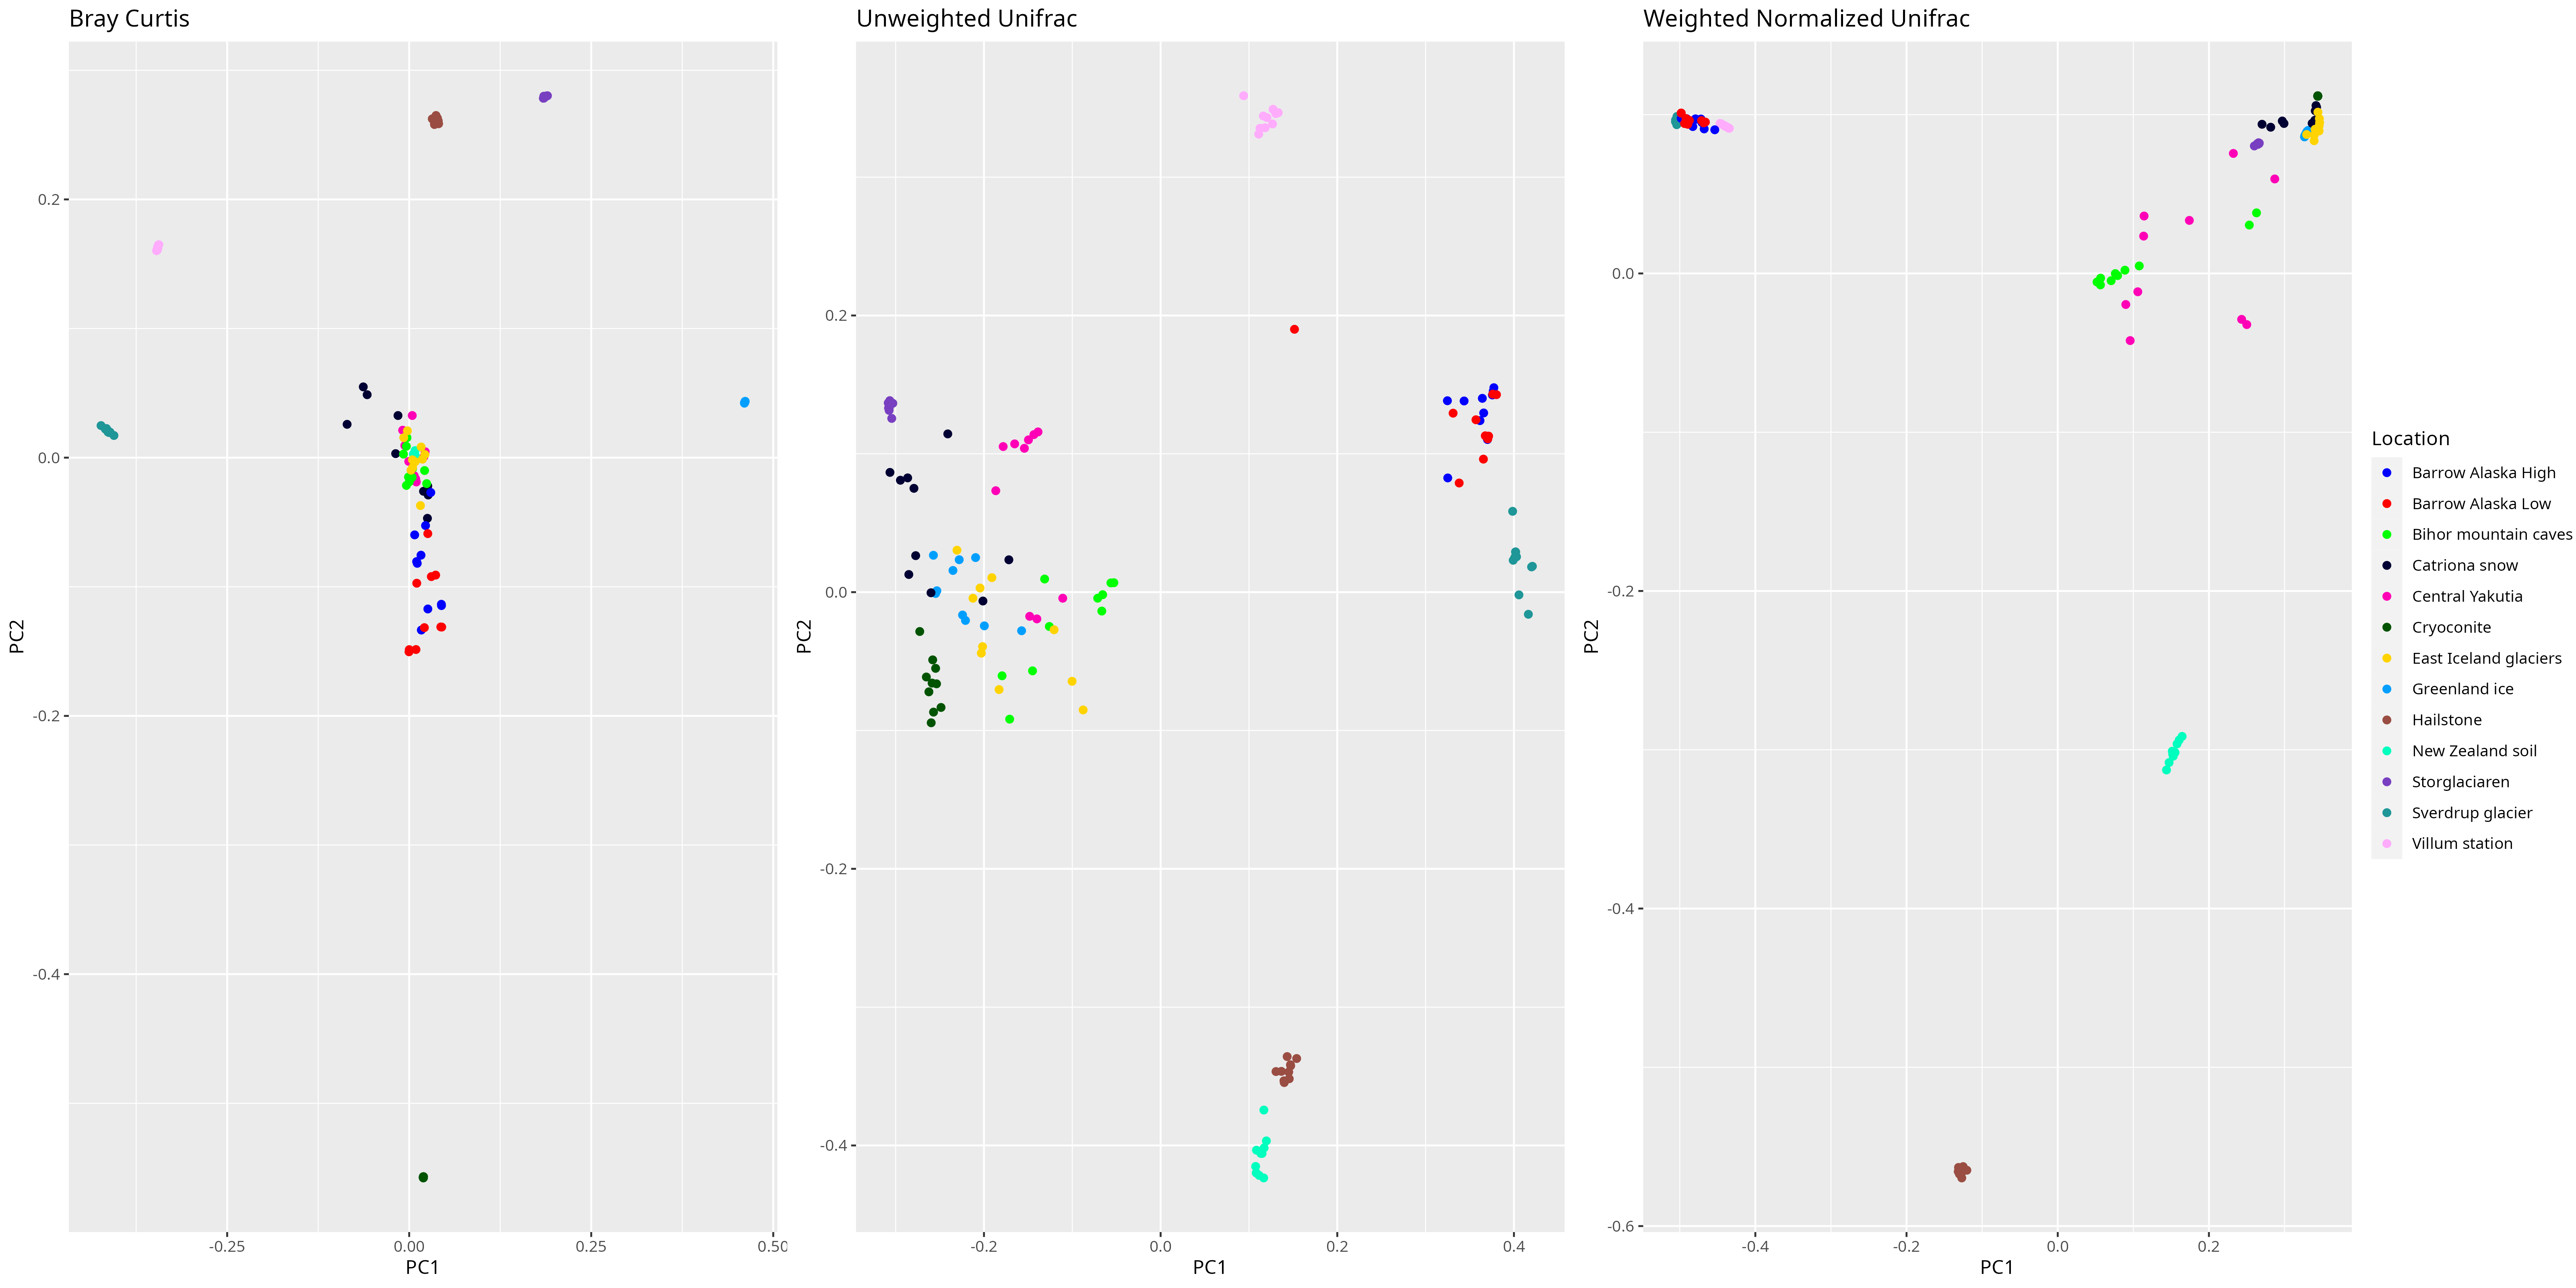 Bray Curtis
Unweighted Unifrac
Weighted Normalized Unifrac
PC2
0.2
0.0
-0.2
-0.4
-0.25
0.00
0.25
0.50
PC1
PC2
0.2
0.0
-0.2
-0.4
-0.2
0.0
0.2
0.4
PC1
PC2
0.0
-0.2
-0.4
-0.6
-0.4
-0.2
0.0
0.2
PC1
Location
Barrow Alaska High
Barrow Alaska Low
Bihor mountain caves
Catriona snow
Central Yakutia
Cryoconite
East Iceland glaciers
Greenland ice
Hailstone
New Zealand soil
Storglaciaren
Sverdrup glacier
Villum station